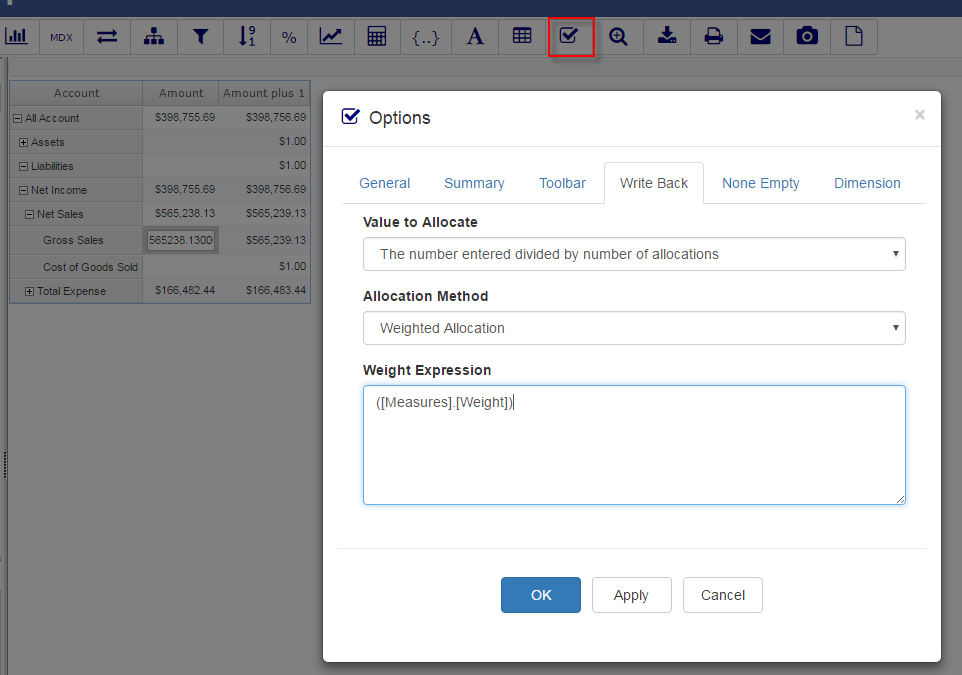 MDX
9
1
%
{..}
A
Account Amount Amount plus 1
All Account $398,755.69 $398,756.69
Assets $1.00
Liabilities $1.00
Net Income $398,755.69 $398,756.69
Net Sales $565,238.13 $565,239.13
Gross Sales 565238.1300 $565,239.13
Cost of Goods Sold $1.00
Total Expense $166,482.44 $166,483.44
Options ×
General Summary Toolbar Write Back None Empty Dimension
Value to Allocate
The number entered divided by number of allocations
Allocation Method
Weighted Allocation
Weight Expression
([Measures].[Weight])
OK Apply Cancel